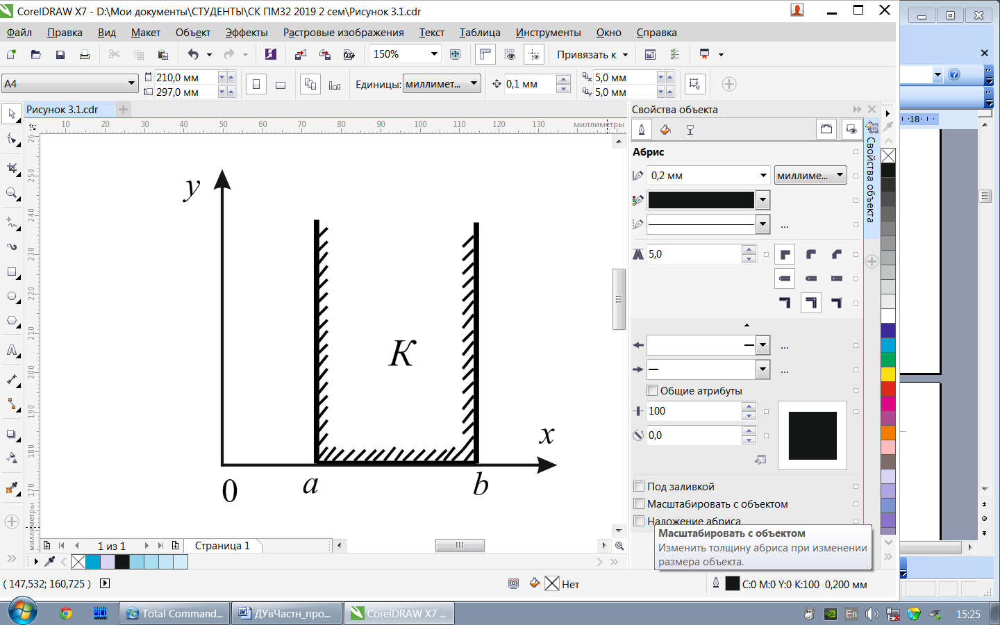 CorelDRAW X7 - D:\Мои документы\СТУДЕНТЫ\СК ПМ32 2019 2 сем\Рисунок 3.1.cdr
Файл Правка Вид Макет Объект Эффекты Растровые изображения Текст Таблица Инструменты Окно Справка
150% Привязать к
A4 210,0 мм 297,0 мм Единицы: миллимет... 0,1 мм 5,0 мм 5,0 мм
Рисунок 3.1.cdr
10 20 30 40 50 60 70 80 90 100 110 120 130 миллиметры
26
250
240
230
220
210
200
190
180
170
миллиметры
y
К
x
0
a
b
1 из 1 Страница 1
Свойства объекта
Абрис
0,2 мм миллиме...
...
5,0
...
...
Общие атрибуты
100
0,0
Под заливкой
Масштабировать с объектом
Наложение абриса
Масштабировать с объектом
Изменить толщину абриса при изменении
размера объекта.
Свойства объекта
18
( 147,532; 160,725 ) Нет C:0 M:0 Y:0 K:100 0,200 мм
Total Command... ДУвЧастн_про... CorelDRAW X7 ... En 15:25